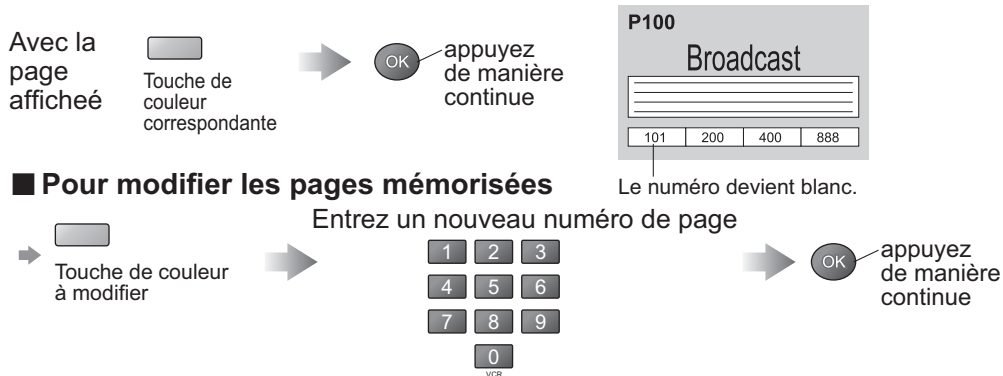 Avec la
page
afficheé
Touche de
couleur
correspondante
OK
appuyez
de manière
continue
P100
Broadcast
101 200 400 888
Le numéro devient blanc.
■ Pour modifier les pages mémorisées
Touche de couleur
à modifier
Entrez un nouveau numéro de page
1 2 3
4 5 6
7 8 9
0
VCR
OK
appuyez
de manière
continue